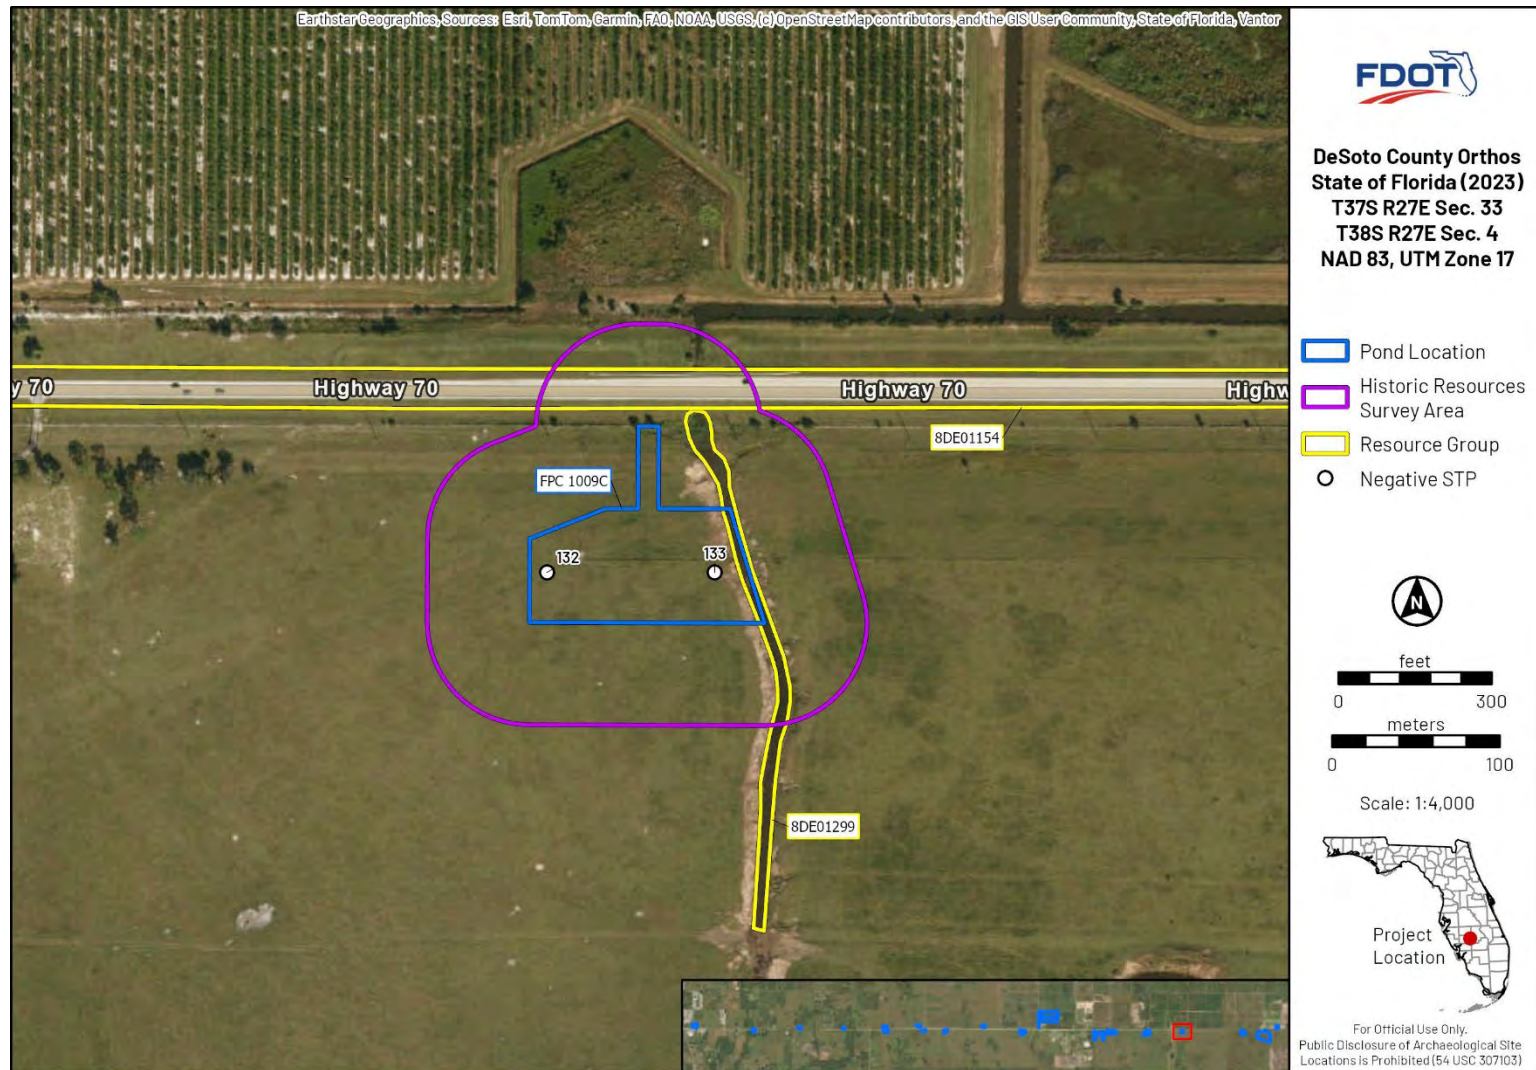 Earthstar Geographics, Sources: Esri, TomTom, Garmin, FAO, NOAA, USGS, (c) OpenStreetMap contributors, and the GIS User Community, State of Florida, Vantor
y 70
Highway 70
Highway 70
Highw
8DE01154
FPC 1009C
132
133
8DE01299
FDOT
DeSoto County Orthos
State of Florida (2023)
T37S R27E Sec. 33
T38S R27E Sec. 4
NAD 83, UTM Zone 17
Pond Location
Historic Resources
Survey Area
Resource Group
Negative STP
N
feet
0 300
meters
0 100
Scale: 1:4,000
Project
Location
For Official Use Only.
Public Disclosure of Archaeological Site
Locations is Prohibited (54 USC 307103)